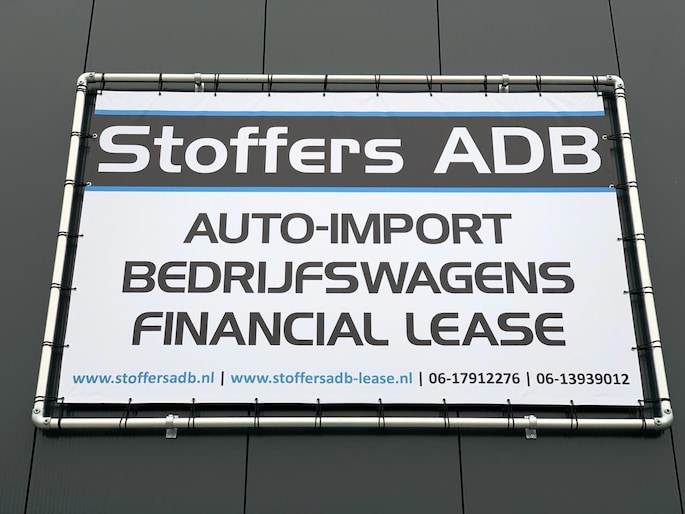 Stoffers ADB
AUTO-IMPORT
BEDRIJFSWAGENS
FINANCIAL LEASE
www.stoffersadb.nl | www.stoffersadb-lease.nl | 06-17912276 | 06-13939012